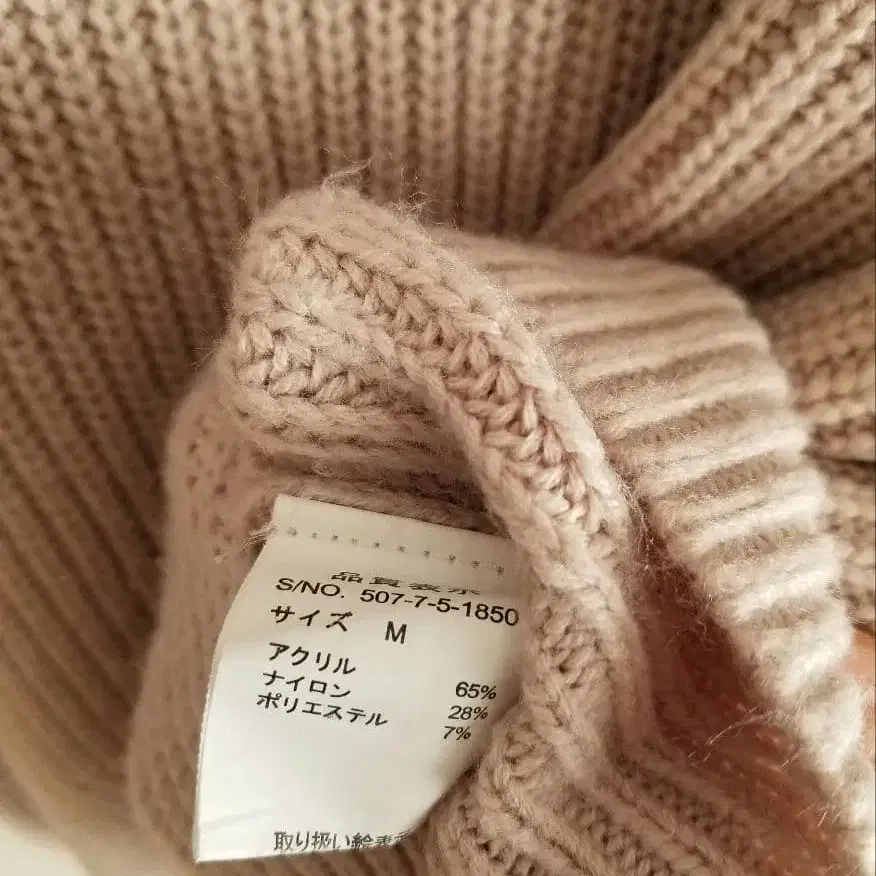 品質表示
S/NO. 507-7-5-1850
サイズ M
アクリル 65%
ナイロン 28%
ポリエステル 7%
取り扱い絵表示